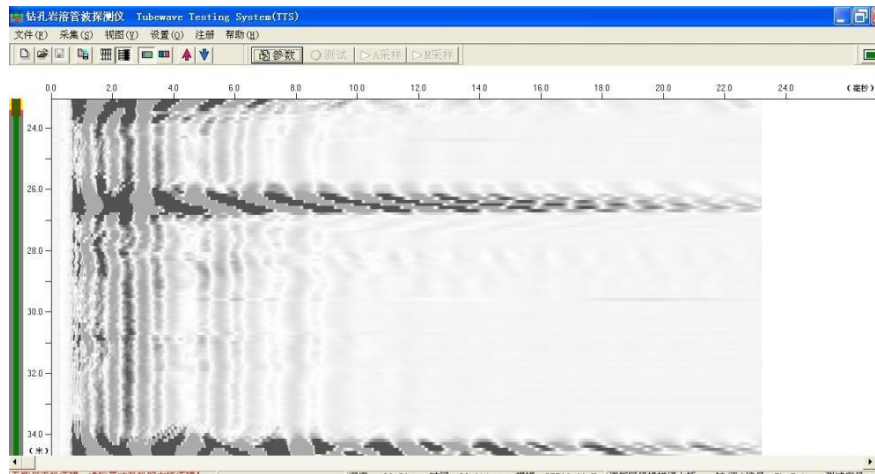 钻孔岩溶管波探测仪 Tubewave Testing System(TTS)
文件(F) 采集(S) 视图(V) 设置(O) 注册 帮助(H)
参数 测试 A采样 M采样
0.0 2.0 4.0 6.0 8.0 10.0 12.0 14.0 16.0 18.0 20.0 22.0 24.0 (毫秒)
24.0
26.0
28.0
30.0
32.0
34.0
(米)